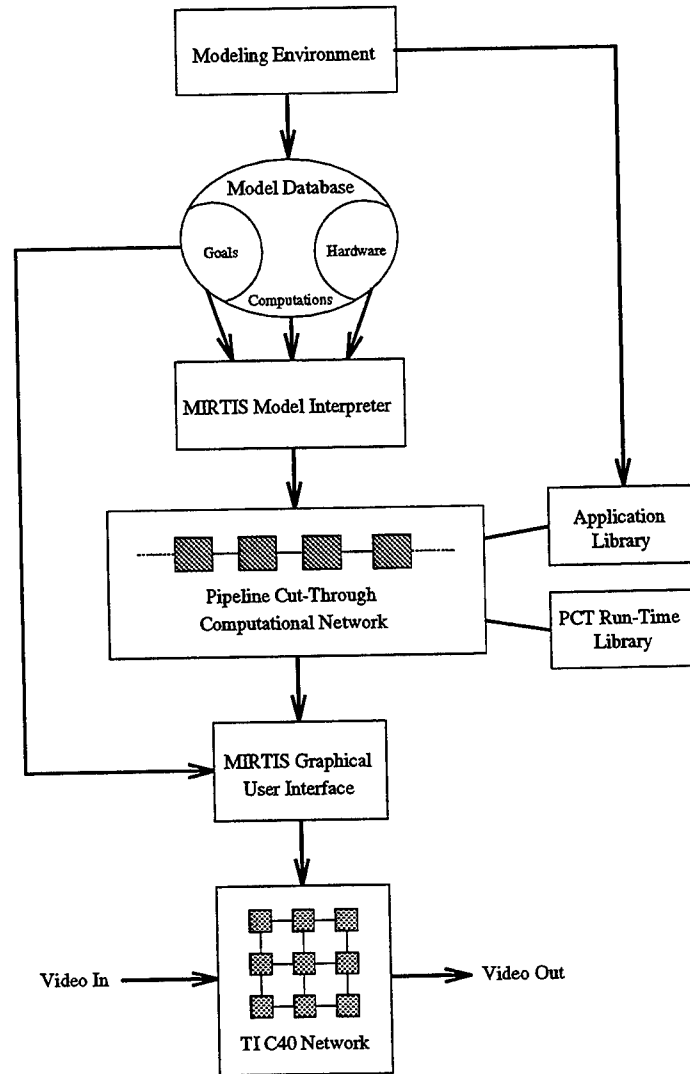 Modeling Environment
Model Database
Goals
Hardware
Computations
MIRTIS Model Interpreter
Application
Library
Pipeline Cut-Through
Computational Network
PCT Run-Time
Library
MIRTIS Graphical
User Interface
Video In
Video Out
TI C40 Network